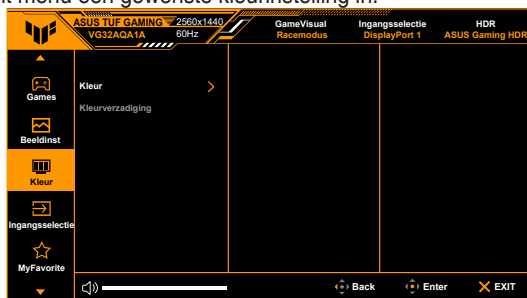 ASUS TUF GAMING 2560x1440 GameVisual Ingangsselectie HDR
VG32AQA1A 60Hz Racemodus DisplayPort 1 ASUS Gaming HDR
Games
Kleur
Kleurverzadiging
Beeldinst
Kleur
Ingangsselectie
MyFavorite
Back Enter EXIT